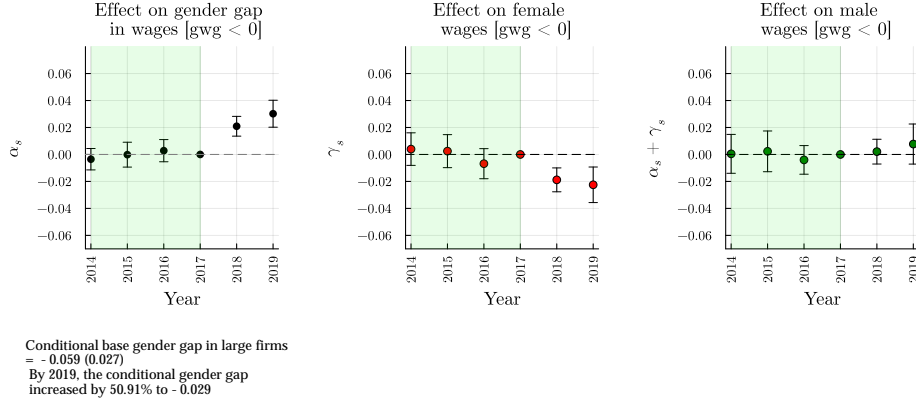 Effect on gender gap
in wages [gwg < 0]
0.06
0.04
0.02
0.00
−0.02
−0.04
−0.06
α_s
2014
2015
2016
2017
2018
2019
Year
Effect on female
wages [gwg < 0]
0.06
0.04
0.02
0.00
−0.02
−0.04
−0.06
γ_s
2014
2015
2016
2017
2018
2019
Year
Effect on male
wages [gwg < 0]
0.06
0.04
0.02
0.00
−0.02
−0.04
−0.06
α_s + γ_s
2014
2015
2016
2017
2018
2019
Year
Conditional base gender gap in large firms
= - 0.059 (0.027)
By 2019, the conditional gender gap
increased by 50.91% to - 0.029